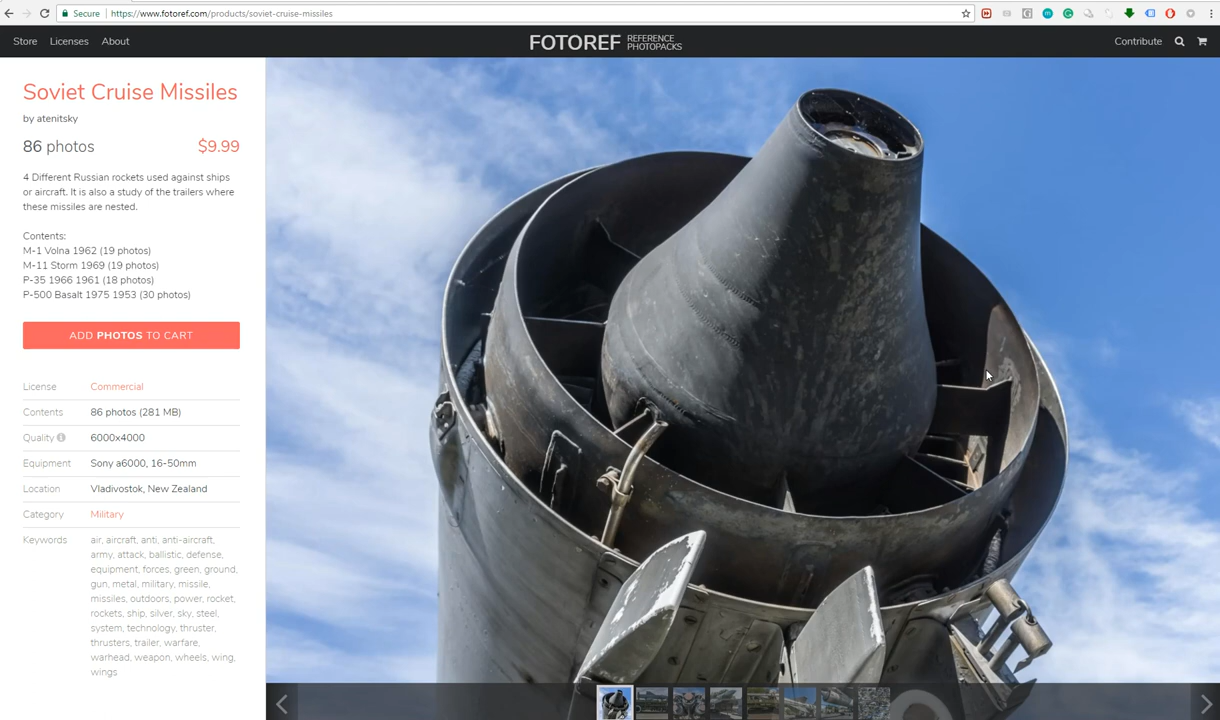 Secure https://www.fotoref.com/products/soviet-cruise-missiles
Store Licenses About
FOTOREF REFERENCE
PHOTOPACKS
Contribute
Soviet Cruise Missiles
by atenitsky
86 photos $9.99
4 Different Russian rockets used against ships
or aircraft. It is also a study of the trailers where
these missiles are nested.
Contents:
M-1 Volna 1962 (19 photos)
M-11 Storm 1969 (19 photos)
P-35 1966 1961 (18 photos)
P-500 Basalt 1975 1953 (30 photos)
ADD PHOTOS TO CART
License Commercial
Contents 86 photos (281 MB)
Quality 6000x4000
Equipment Sony a6000, 16-50mm
Location Vladivostok, New Zealand
Category Military
Keywords air, aircraft, anti, anti-aircraft,
army, attack, ballistic, defense,
equipment, forces, green, ground,
gun, metal, military, missile,
missiles, outdoors, power, rocket,
rockets, ship, silver, sky, steel,
system, technology, thruster,
thrusters, trailer, warfare,
warhead, weapon, wheels, wing,
wings